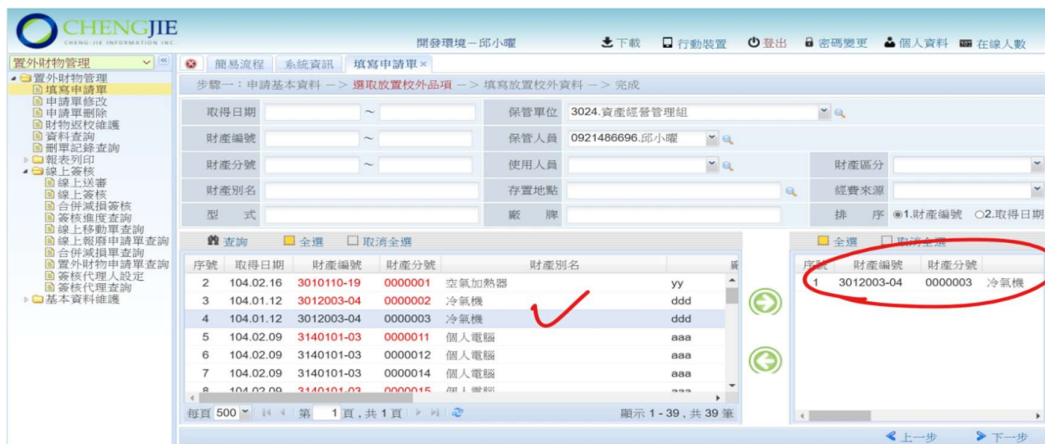 CHENGJIE
CHENG-JIE INFORMATION INC.
開發環境－邱小曜
下載 行動裝置 登出 密碼變更 個人資料 在線人數
置外財物管理
簡易流程 系統資訊 填寫申請單
置外財物管理
填寫申請單
申請單修改
申請單刪除
財物返校維護
資料查詢
刪單記錄查詢
報表列印
線上簽核
線上送審
線上簽核
合併減損簽核
簽核進度查詢
線上移動單查詢
線上報廢申請單查詢
合併減損單查詢
置外財物申請單查詢
簽核代理人設定
簽核代理查詢
基本資料維護
步驟一：申請基本資料 －> 選取放置校外品項 －> 填寫放置校外資料 －> 完成
取得日期 ~ 保管單位 3024.資產經營管理組
財產編號 ~ 保管人員 0921486696.邱小曜
財產分號 ~ 使用人員 財產區分
財產別名 存置地點 經費來源
型 式 廠 牌 排 序 1.財產編號 2.取得日期
查詢 全選 取消全選
序號 取得日期 財產編號 財產分號 財產別名
2 104.02.16 3010110-19 0000001 空氣加熱器 yy
3 104.01.12 3012003-04 0000002 冷氣機 ddd
4 104.01.12 3012003-04 0000003 冷氣機 ddd
5 104.02.09 3140101-03 0000011 個人電腦 aaa
6 104.02.09 3140101-03 0000012 個人電腦 aaa
7 104.02.09 3140101-03 0000014 個人電腦 aaa
8 104.02.09 3140101-03 0000015 個人電腦 aaa
每頁 500 第 1 頁 , 共 1 頁 顯示 1 - 39 , 共 39 筆
全選 取消全選
序號 財產編號 財產分號
1 3012003-04 0000003 冷氣機
上一步 下一步